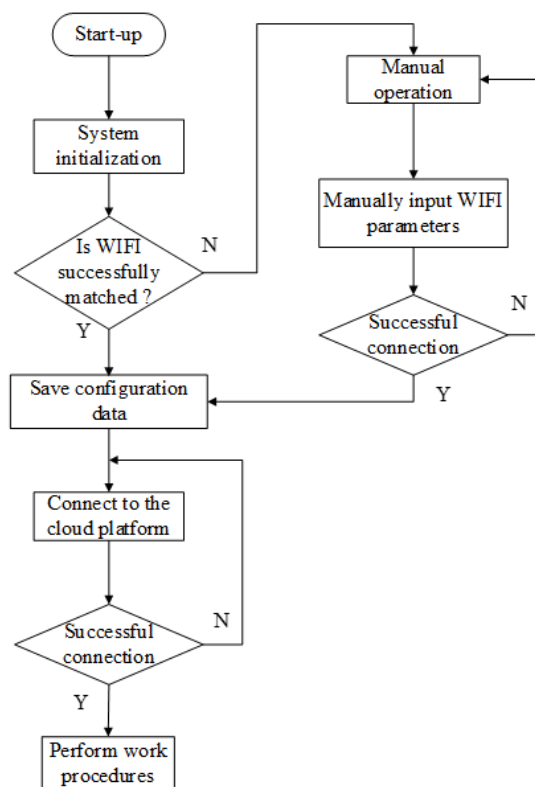 Start-up
System
initialization
Is WIFI
successfully
matched ?
N
Y
Manual
operation
Manually input WIFI
parameters
Successful
connection
N
Y
Save configuration
data
Connect to the
cloud platform
Successful
connection
N
Y
Perform work
procedures